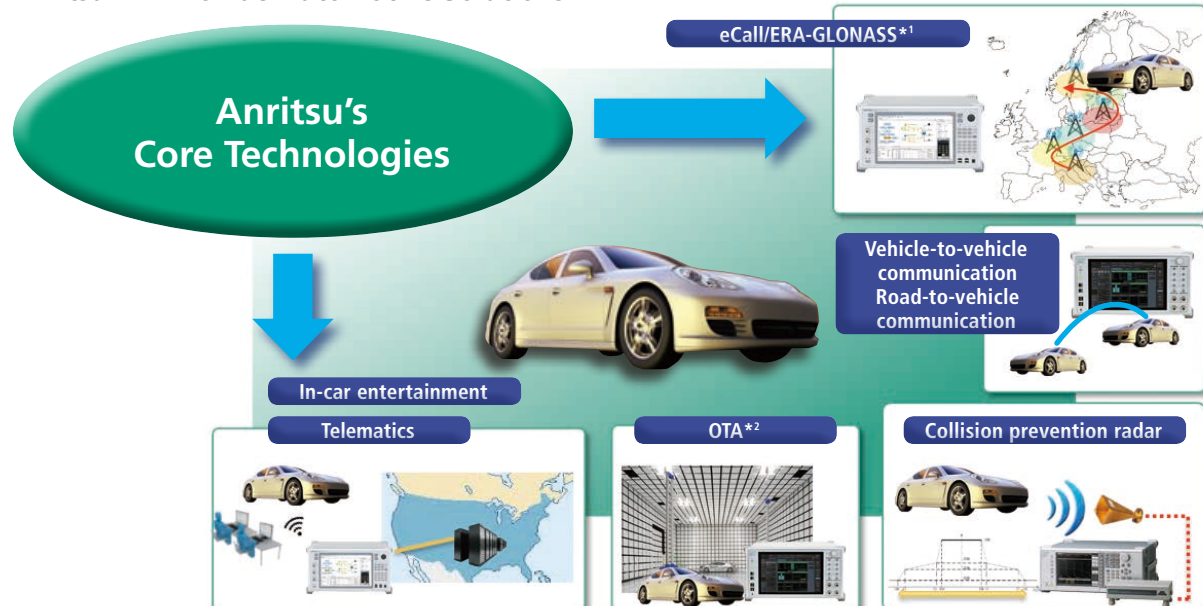 eCall/ERA-GLONASS*1
Anritsu's
Core Technologies
Vehicle-to-vehicle
communication
Road-to-vehicle
communication
In-car entertainment
Telematics
OTA*2
Collision prevention radar